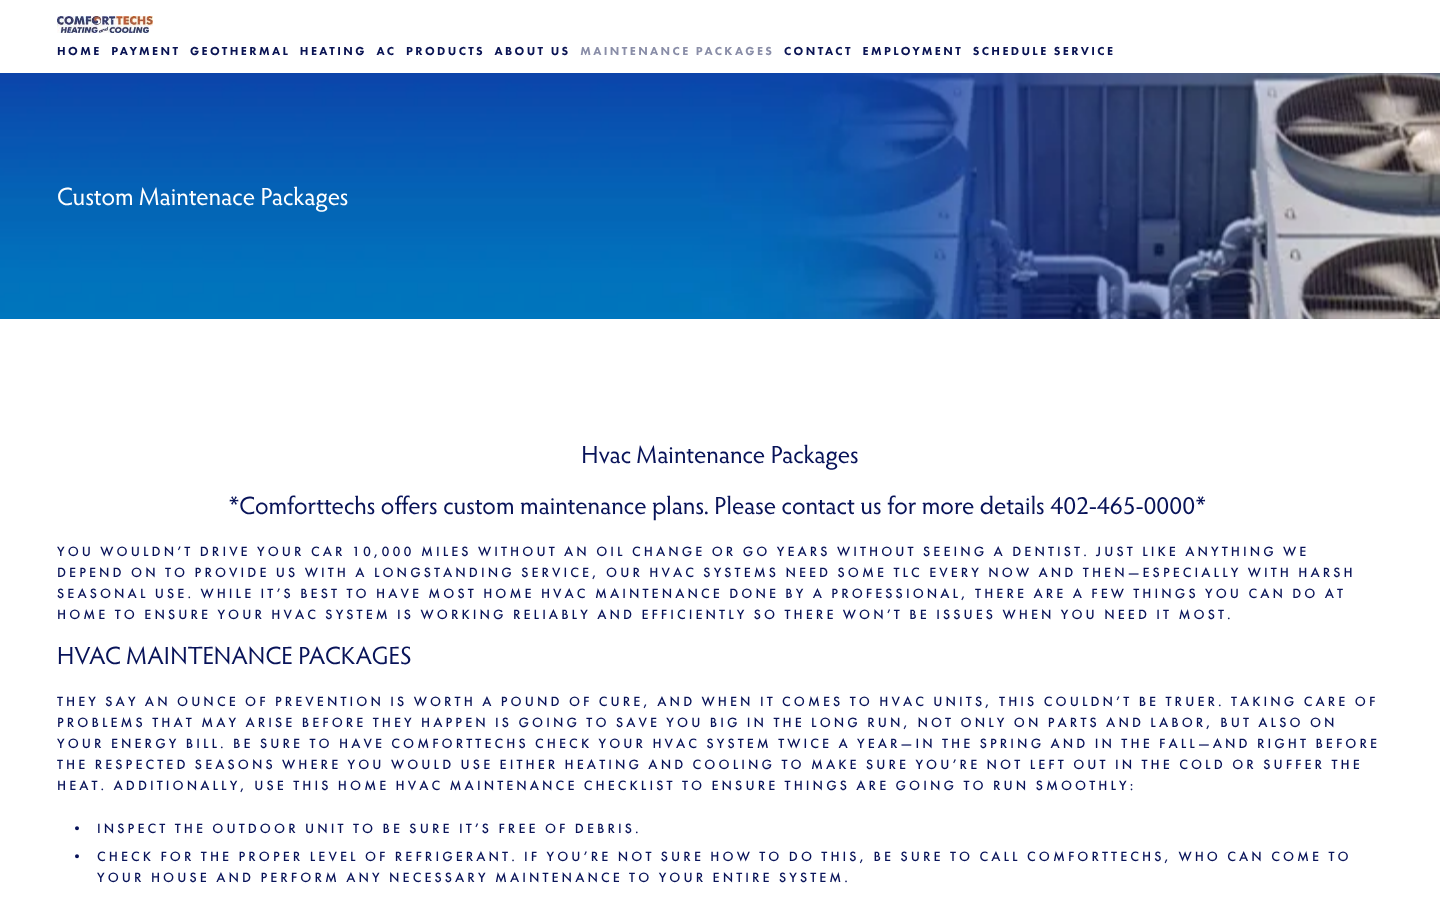 COMFORTTECHS
HEATING and COOLING
HOME PAYMENT GEOTHERMAL HEATING AC PRODUCTS ABOUT US MAINTENANCE PACKAGES CONTACT EMPLOYMENT SCHEDULE SERVICE
Custom Maintenace Packages
Hvac Maintenance Packages
*Comforttechs offers custom maintenance plans. Please contact us for more details 402-465-0000*
YOU WOULDN'T DRIVE YOUR CAR 10,000 MILES WITHOUT AN OIL CHANGE OR GO YEARS WITHOUT SEEING A DENTIST. JUST LIKE ANYTHING WE
DEPEND ON TO PROVIDE US WITH A LONGSTANDING SERVICE, OUR HVAC SYSTEMS NEED SOME TLC EVERY NOW AND THEN—ESPECIALLY WITH HARSH
SEASONAL USE. WHILE IT'S BEST TO HAVE MOST HOME HVAC MAINTENANCE DONE BY A PROFESSIONAL, THERE ARE A FEW THINGS YOU CAN DO AT
HOME TO ENSURE YOUR HVAC SYSTEM IS WORKING RELIABLY AND EFFICIENTLY SO THERE WON'T BE ISSUES WHEN YOU NEED IT MOST.
HVAC MAINTENANCE PACKAGES
THEY SAY AN OUNCE OF PREVENTION IS WORTH A POUND OF CURE, AND WHEN IT COMES TO HVAC UNITS, THIS COULDN'T BE TRUER. TAKING CARE OF
PROBLEMS THAT MAY ARISE BEFORE THEY HAPPEN IS GOING TO SAVE YOU BIG IN THE LONG RUN, NOT ONLY ON PARTS AND LABOR, BUT ALSO ON
YOUR ENERGY BILL. BE SURE TO HAVE COMFORTTECHS CHECK YOUR HVAC SYSTEM TWICE A YEAR—IN THE SPRING AND IN THE FALL—AND RIGHT BEFORE
THE RESPECTED SEASONS WHERE YOU WOULD USE EITHER HEATING AND COOLING TO MAKE SURE YOU'RE NOT LEFT OUT IN THE COLD OR SUFFER THE
HEAT. ADDITIONALLY, USE THIS HOME HVAC MAINTENANCE CHECKLIST TO ENSURE THINGS ARE GOING TO RUN SMOOTHLY:
• INSPECT THE OUTDOOR UNIT TO BE SURE IT'S FREE OF DEBRIS.
• CHECK FOR THE PROPER LEVEL OF REFRIGERANT. IF YOU'RE NOT SURE HOW TO DO THIS, BE SURE TO CALL COMFORTTECHS, WHO CAN COME TO
YOUR HOUSE AND PERFORM ANY NECESSARY MAINTENANCE TO YOUR ENTIRE SYSTEM.